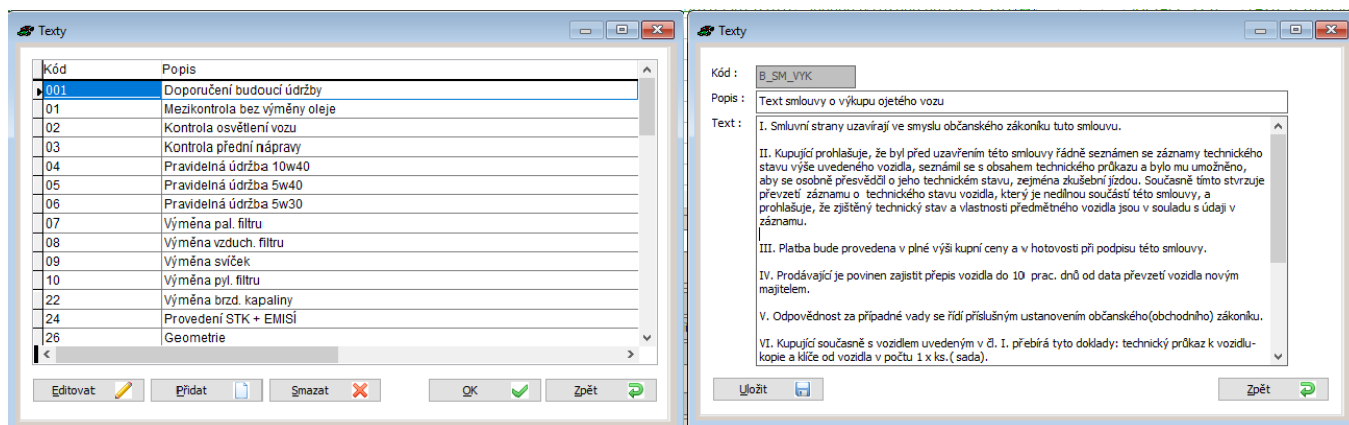 Texty
Kód Popis
001 Doporučení budoucí údržby
01 Mezikontrola bez výměny oleje
02 Kontrola osvětlení vozu
03 Kontrola přední nápravy
04 Pravidelná údržba 10w40
05 Pravidelná údržba 5w40
06 Pravidelná údržba 5w30
07 Výměna pal. filtru
08 Výměna vzduch. filtru
09 Výměna svíček
10 Výměna pyl. filtru
22 Výměna brzd. kapaliny
24 Provedení STK + EMISÍ
26 Geometrie
Editovat Přidat Smazat OK Zpět
Texty
Kód : B_SM_VYK
Popis : Text smlouvy o výkupu ojetého vozu
Text : I. Smluvní strany uzavírají ve smyslu občanského zákoníku tuto smlouvu.
II. Kupující prohlašuje, že byl před uzavřením této smlouvy řádně seznámen se záznamy technického
stavu výše uvedeného vozidla, seznámil se s obsahem technického průkazu a bylo mu umožněno,
aby se osobně přesvědčil o jeho technickém stavu, zejména zkušební jízdou. Současně tímto stvrzuje
převzetí záznamu o technického stavu vozidla, který je nedílnou součástí této smlouvy, a
prohlašuje, že zjištěný technický stav a vlastnosti předmětného vozidla jsou v souladu s údaji v
záznamu.
III. Platba bude provedena v plné výši kupní ceny a v hotovosti při podpisu této smlouvy.
IV. Prodávající je povinen zajistit přepis vozidla do 10 prac. dnů od data převzetí vozidla novým
majitelem.
V. Odpovědnost za případné vady se řídí příslušným ustanovením občanského(obchodního) zákoníku.
VI. Kupující současně s vozidlem uvedeným v čl. I. přebírá tyto doklady: technický průkaz k vozidlu-
kopie a klíče od vozidla v počtu 1 x ks.( sada).
Uložit Zpět